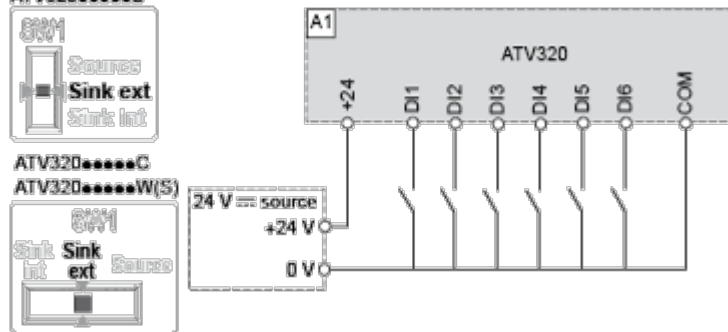 SW1
Source
Sink ext
Sink int
ATV320●●●●●C
ATV320●●●●●W(S)
SW1
Sink int
Sink ext
Source
A1
ATV320
+24
DI1
DI2
DI3
DI4
DI5
DI6
COM
24 V ⎓ source
+24 V
0 V